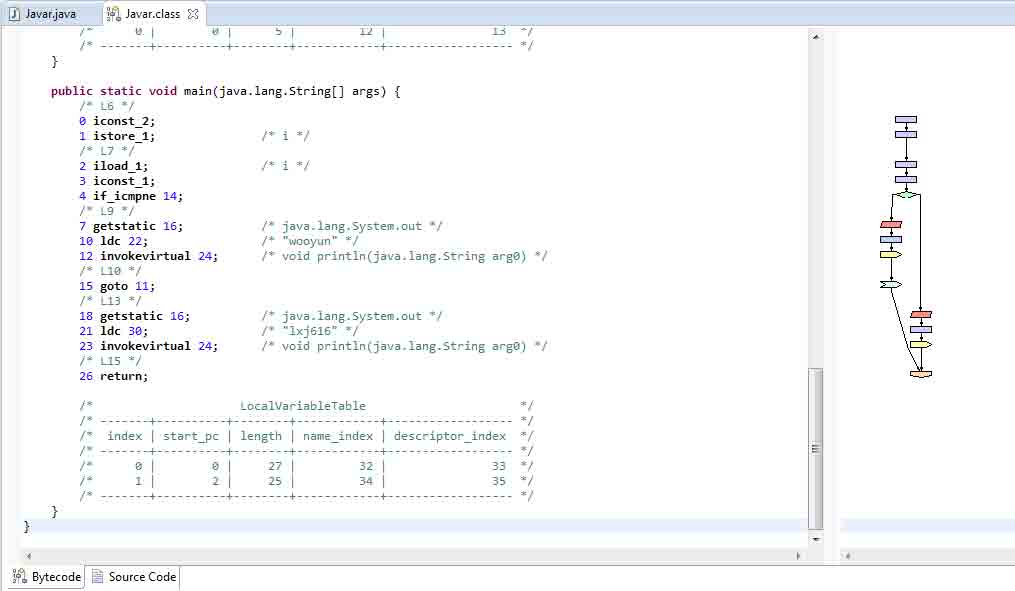 Javar.java Javar.class
/* 0 | 0 | 5 | 12 | 13 */
/* -------+---------+--------+------------+------------------ */
}
public static void main(java.lang.String[] args) {
/* L6 */
0 iconst_2;
1 istore_1; /* i */
/* L7 */
2 iload_1; /* i */
3 iconst_1;
4 if_icmpne 14;
/* L9 */
7 getstatic 16; /* java.lang.System.out */
10 ldc 22; /* "wooyun" */
12 invokevirtual 24; /* void println(java.lang.String arg0) */
/* L10 */
15 goto 11;
/* L13 */
18 getstatic 16; /* java.lang.System.out */
21 ldc 30; /* "lxj616" */
23 invokevirtual 24; /* void println(java.lang.String arg0) */
/* L15 */
26 return;
/* LocalVariableTable */
/* -------+----------+--------+------------+------------------ */
/* index | start_pc | length | name_index | descriptor_index */
/* -------+----------+--------+------------+------------------ */
/* 0 | 0 | 27 | 32 | 33 */
/* 1 | 2 | 25 | 34 | 35 */
/* -------+----------+--------+------------+------------------ */
}
}
Bytecode Source Code